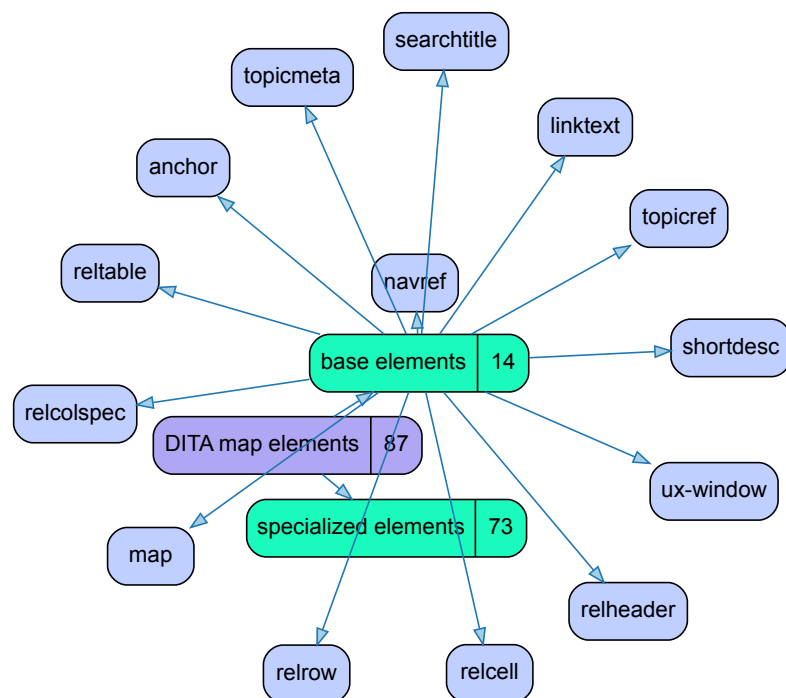 searchtitle
topicmeta
linktext
anchor
topicref
reltable
navref
shortdesc
base elements 14
relcolspec
DITA map elements 87
ux-window
specialized elements 73
map
relheader
relrow
relcell